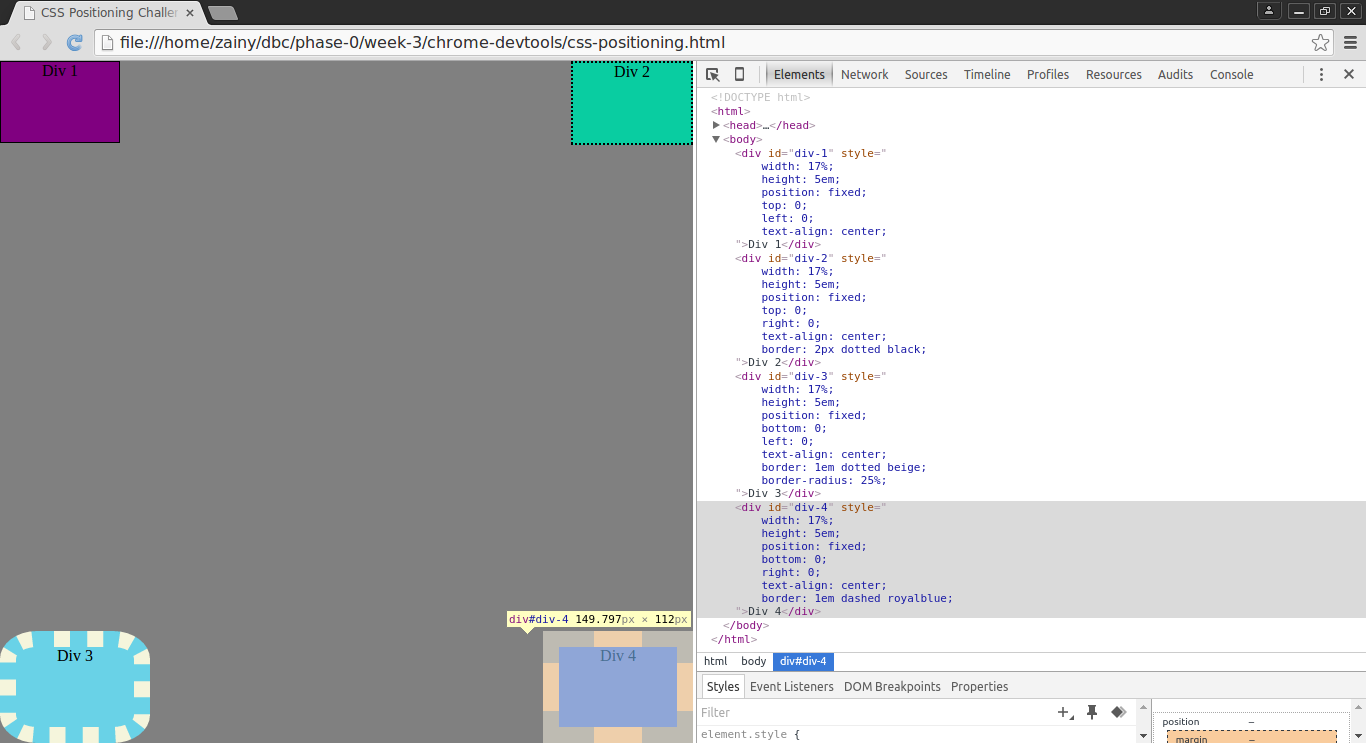 CSS Positioning Challen
file:///home/zainy/dbc/phase-0/week-3/chrome-devtools/css-positioning.html
Div 1
Div 2
Div 3
div#div-4 149.797px × 112px
Div 4
Elements Network Sources Timeline Profiles Resources Audits Console
<!DOCTYPE html>
<html>
<head>…</head>
<body>
<div id="div-1" style="
width: 17%;
height: 5em;
position: fixed;
top: 0;
left: 0;
text-align: center;
">Div 1</div>
<div id="div-2" style="
width: 17%;
height: 5em;
position: fixed;
top: 0;
right: 0;
text-align: center;
border: 2px dotted black;
">Div 2</div>
<div id="div-3" style="
width: 17%;
height: 5em;
position: fixed;
bottom: 0;
left: 0;
text-align: center;
border: 1em dotted beige;
border-radius: 25%;
">Div 3</div>
<div id="div-4" style="
width: 17%;
height: 5em;
position: fixed;
bottom: 0;
right: 0;
text-align: center;
border: 1em dashed royalblue;
">Div 4</div>
</body>
</html>
html body div#div-4
Styles Event Listeners DOM Breakpoints Properties
Filter
element.style {
position –
margin –